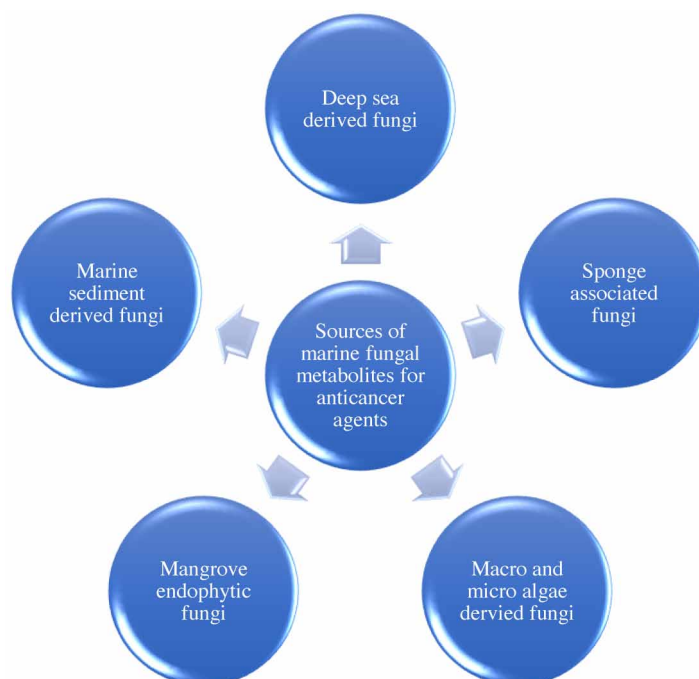 Deep sea
derived fungi
Marine
sediment
derived fungi
Sponge
associated
fungi
Sources of
marine fungal
metabolites for
anticancer
agents
Mangrove
endophytic
fungi
Macro and
micro algae
dervied fungi